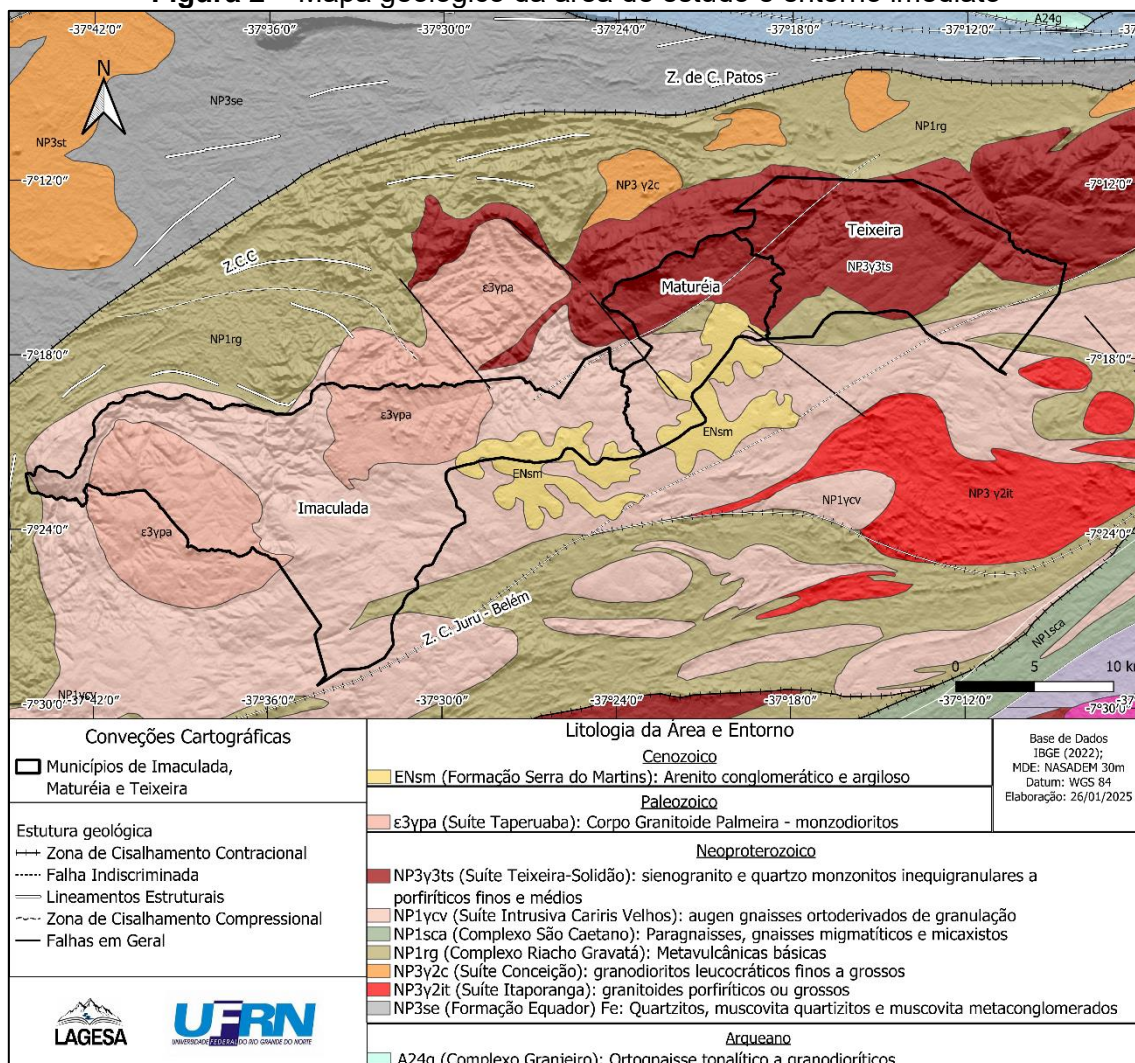 Figura 2 – Mapa geológico da área de estudo e entorno imediato
-37°42'0" -37°36'0" -37°30'0" -37°24'0" -37°18'0" -37°12'0"
A24g
N
Z. de C. Patos
NP3se
NP3st
NP1rg
-7°12'0"
NP3 γ2c
-7°12'0"
Teixeira
Z.C.C
NP3γ3ts
ε3γpa
Maturéia
NP1rg
-7°18'0"
-7°18'0"
ε3γpa
ENsm
ENsm
NP3 γ2it
NP1γcv
Imaculada
-7°24'0"
-7°24'0"
ε3γpa
Z. C. Juru - Belém
NP1sca
0 5 10 km
NP1γcv
-7°30'0" -37°42'0" -37°36'0" -37°30'0" -37°24'0" -37°18'0" -37°12'0" -7°30'0"
Conveções Cartográficas
Municípios de Imaculada,
Maturéia e Teixeira
Estutura geológica
Zona de Cisalhamento Contracional
Falha Indiscriminada
Lineamentos Estruturais
Zona de Cisalhamento Compressional
Falhas em Geral
LAGESA
UFRN
UNIVERSIDADE FEDERAL DO RIO GRANDE DO NORTE
Litologia da Área e Entorno
Cenozoico
ENsm (Formação Serra do Martins): Arenito conglomerático e argiloso
Paleozoico
ε3γpa (Suíte Taperuaba): Corpo Granitoide Palmeira - monzodioritos
Neoproterozoico
NP3γ3ts (Suíte Teixeira-Solidão): sienogranito e quartzo monzonitos inequigranulares a
porfiríticos finos e médios
NP1γcv (Suíte Intrusiva Cariris Velhos): augen gnaisses ortoderivados de granulação
NP1sca (Complexo São Caetano): Paragnaisses, gnaisses migmatíticos e micaxistos
NP1rg (Complexo Riacho Gravatá): Metavulcânicas básicas
NP3γ2c (Suíte Conceição): granodioritos leucocráticos finos a grossos
NP3γ2it (Suíte Itaporanga): granitoides porfiríticos ou grossos
NP3se (Formação Equador) Fe: Quartzitos, muscovita quartizitos e muscovita metaconglomerados
Arqueano
A24g (Complexo Granjeiro): Ortognaisse tonalítico a granodioríticos
Base de Dados
IBGE (2022);
MDE: NASADEM 30m
Datum: WGS 84
Elaboração: 26/01/2025